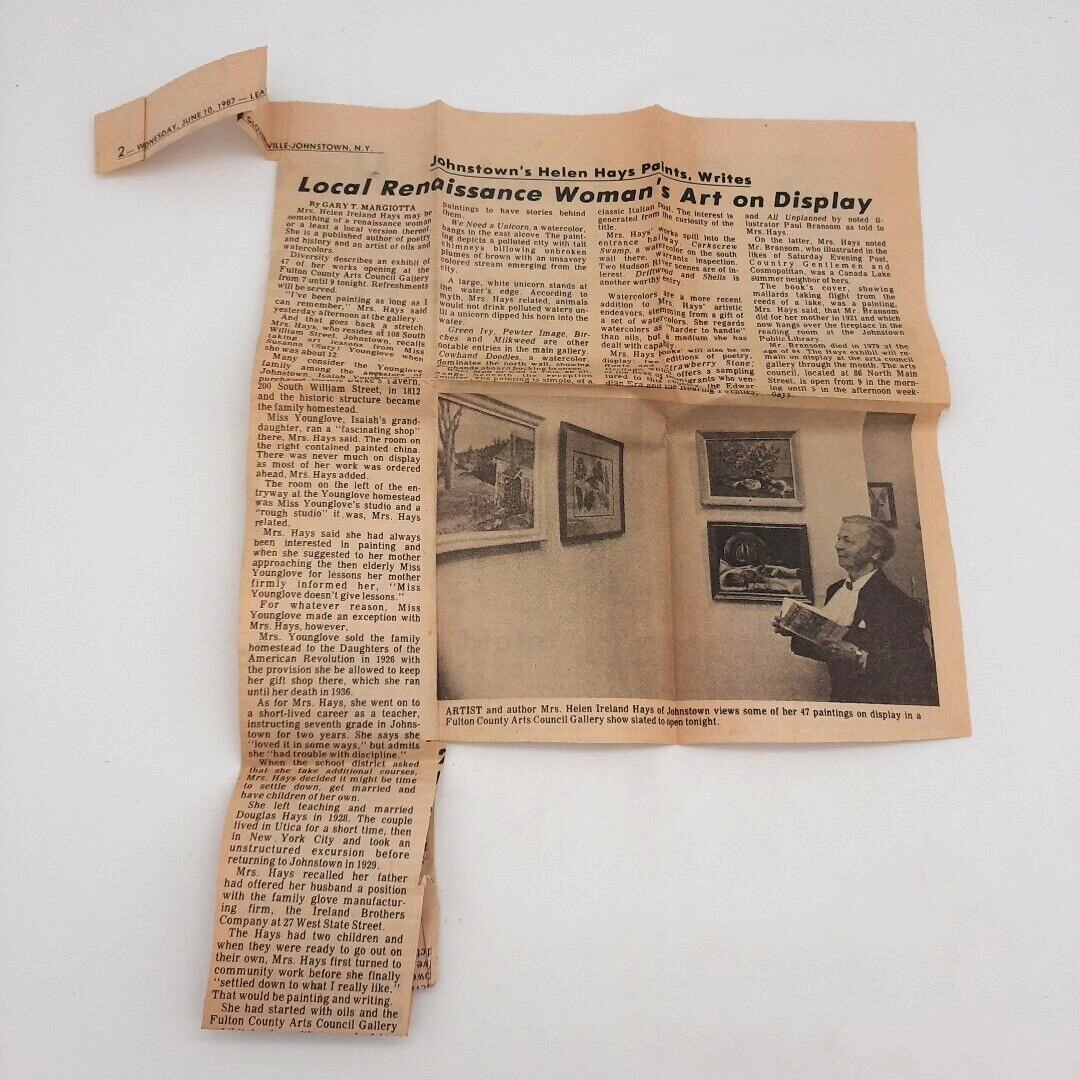 2 — WEDNESDAY, JUNE 10, 1987 — LEA
VILLE-JOHNSTOWN, N.Y.
Johnstown's Helen Hays Paints, Writes
Local Renaissance Woman's Art on Display
By GARY T. MARGIOTTA
Mrs. Helen Ireland Hays may be
something of a renaissance woman
or a least a local version thereof.
She is a published author of poetry
and history and an artist of oils and
watercolors.
Diversity describes an exhibit of
47 of her works opening at the
Fulton County Arts Council Gallery
from 7 until 9 tonight. Refreshments
will be served.
"I've been painting as long as I
can remember," Mrs. Hays said
yesterday afternoon at the gallery.
And that goes back a stretch.
Mrs. Hays, who resides at 108 South
William Street, Johnstown, recalls
taking art lessons from Miss
Susanna (Suzy) Younglove when
she was about 12.
Many consider the Younglove
family among the
Johnstown. Isaiah
purchased Tavern,
200 South William Street, in 1812
and the historic structure became
the family homestead.
Miss Younglove, Isaiah's grand-
daughter, ran a "fascinating shop"
there, Mrs. Hays said. The room on
the right contained painted china.
There was never much on display
as most of her work was ordered
ahead, Mrs. Hays added.
The room on the left of the en-
tryway at the Younglove homestead
was Miss Younglove's studio and a
"rough studio" it was, Mrs. Hays
related.
Mrs. Hays said she had always
been interested in painting and
when she suggested to her mother
approaching the then elderly Miss
Younglove for lessons her mother
firmly informed her, "Miss
Younglove doesn't give lessons."
For whatever reason, Miss
Younglove made an exception with
Mrs. Hays, however.
Mrs. Younglove sold the family
homestead to the Daughters of the
American Revolution in 1926 with
the provision she be allowed to keep
her gift shop there, which she ran
until her death in 1936.
As for Mrs. Hays, she went on to
a short-lived career as a teacher,
instructing seventh grade in Johns-
town for two years. She says she
"loved it in some ways," but admits
she "had trouble with discipline."
When the school district asked
that she take additional courses,
Mrs. Hays decided it might be time
to settle down, get married and
have children of her own.
She left teaching and married
Douglas Hays in 1928. The couple
lived in Utica for a short time, then
in New York City and took an
unstructured excursion before
returning to Johnstown in 1929.
Mrs. Hays recalled her father
had offered her husband a position
with the family glove manufactur-
ing firm, the Ireland Brothers
Company at 27 West State Street.
The Hays had two children and
when they were ready to go out on
their own, Mrs. Hays first turned to
community work before she finally
"settled down to what I really like."
That would be painting and writing.
She had started with oils and the
Fulton County Arts Council Gallery
paintings to have stories behind
them.
We Need a Unicorn, a watercolor,
hangs in the east alcove. The paint-
ing depicts a polluted city with tall
chimneys billowing unbroken
plumes of brown with an unsavory
colored stream emerging from the
city.
A large, white unicorn stands at
the water's edge. According to
myth, Mrs. Hays related, animals
would not drink polluted waters un-
til a unicorn dipped his horn into the
water.
Green Ivy, Pewter Image, Bir-
ches and Milkweed are other
notable entries in the main gallery.
Cowhand Doodles, a watercolor,
dominates the north wall
classic Italian The interest is
generated from the curiosity of the
title.
Mrs. Hays' works spill into the
entrance hallway. Corkscrew
Swamp, a watercolor on the south
wall there, warrants inspection.
Two Hudson River scenes are of in-
terest. Driftwood and Shells is
another worthy entry.
Watercolors are a more recent
addition to Mrs. Hays' artistic
endeavors, stemming from a gift of
a set of watercolors. She regards
watercolors as "harder to handle"
than oils, but a medium she has
dealt with capably.
Mrs. Hays books will also be on
display: two editions of poetry,
Strawberry Stone;
offers a sampling
immigrants who ven-
and All Unplanned by noted il-
lustrator Paul Bransom as told to
Mrs. Hays.
On the latter, Mrs. Hays noted
Mr. Bransom, who illustrated in the
likes of Saturday Evening Post,
Country Gentlemen and
Cosmopolitan, was a Canada Lake
summer neighbor of hers.
The book's cover, showing
mallards taking flight from the
reeds of a lake, was a painting,
Mrs. Hays said, that Mr. Bransom
did for her mother in 1921 and which
now hangs over the fireplace in the
reading room at the Johnstown
Public Library.
Mr. Bransom died in 1979 at the
age of 94. The Hays exhibit will re-
main on display at the arts council
gallery through the month. The arts
council, located at 86 North Main
Street, is open from 9 in the morn-
ing until 5 in the afternoon week-
days.
ARTIST and author Mrs. Helen Ireland Hays of Johnstown views some of her 47 paintings on display in a
Fulton County Arts Council Gallery show slated to open tonight.